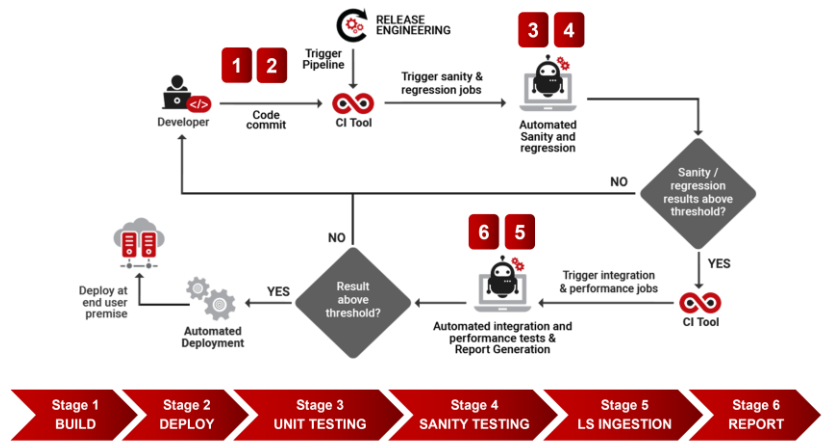 RELEASE
ENGINEERING
1 2
Trigger
Pipeline
3 4
Trigger sanity &
regression jobs
</>
Developer
Code
commit
CI Tool
Automated
Sanity and
regression
Sanity /
regression
results above
threshold?
NO
YES
NO
6 5
Trigger integration
& performance jobs
CI Tool
Automated integration and
performance tests &
Report Generation
Result
above
threshold?
YES
Automated
Deployment
Deploy at
end user
premise
Stage 1
BUILD
Stage 2
DEPLOY
Stage 3
UNIT TESTING
Stage 4
SANITY TESTING
Stage 5
LS INGESTION
Stage 6
REPORT